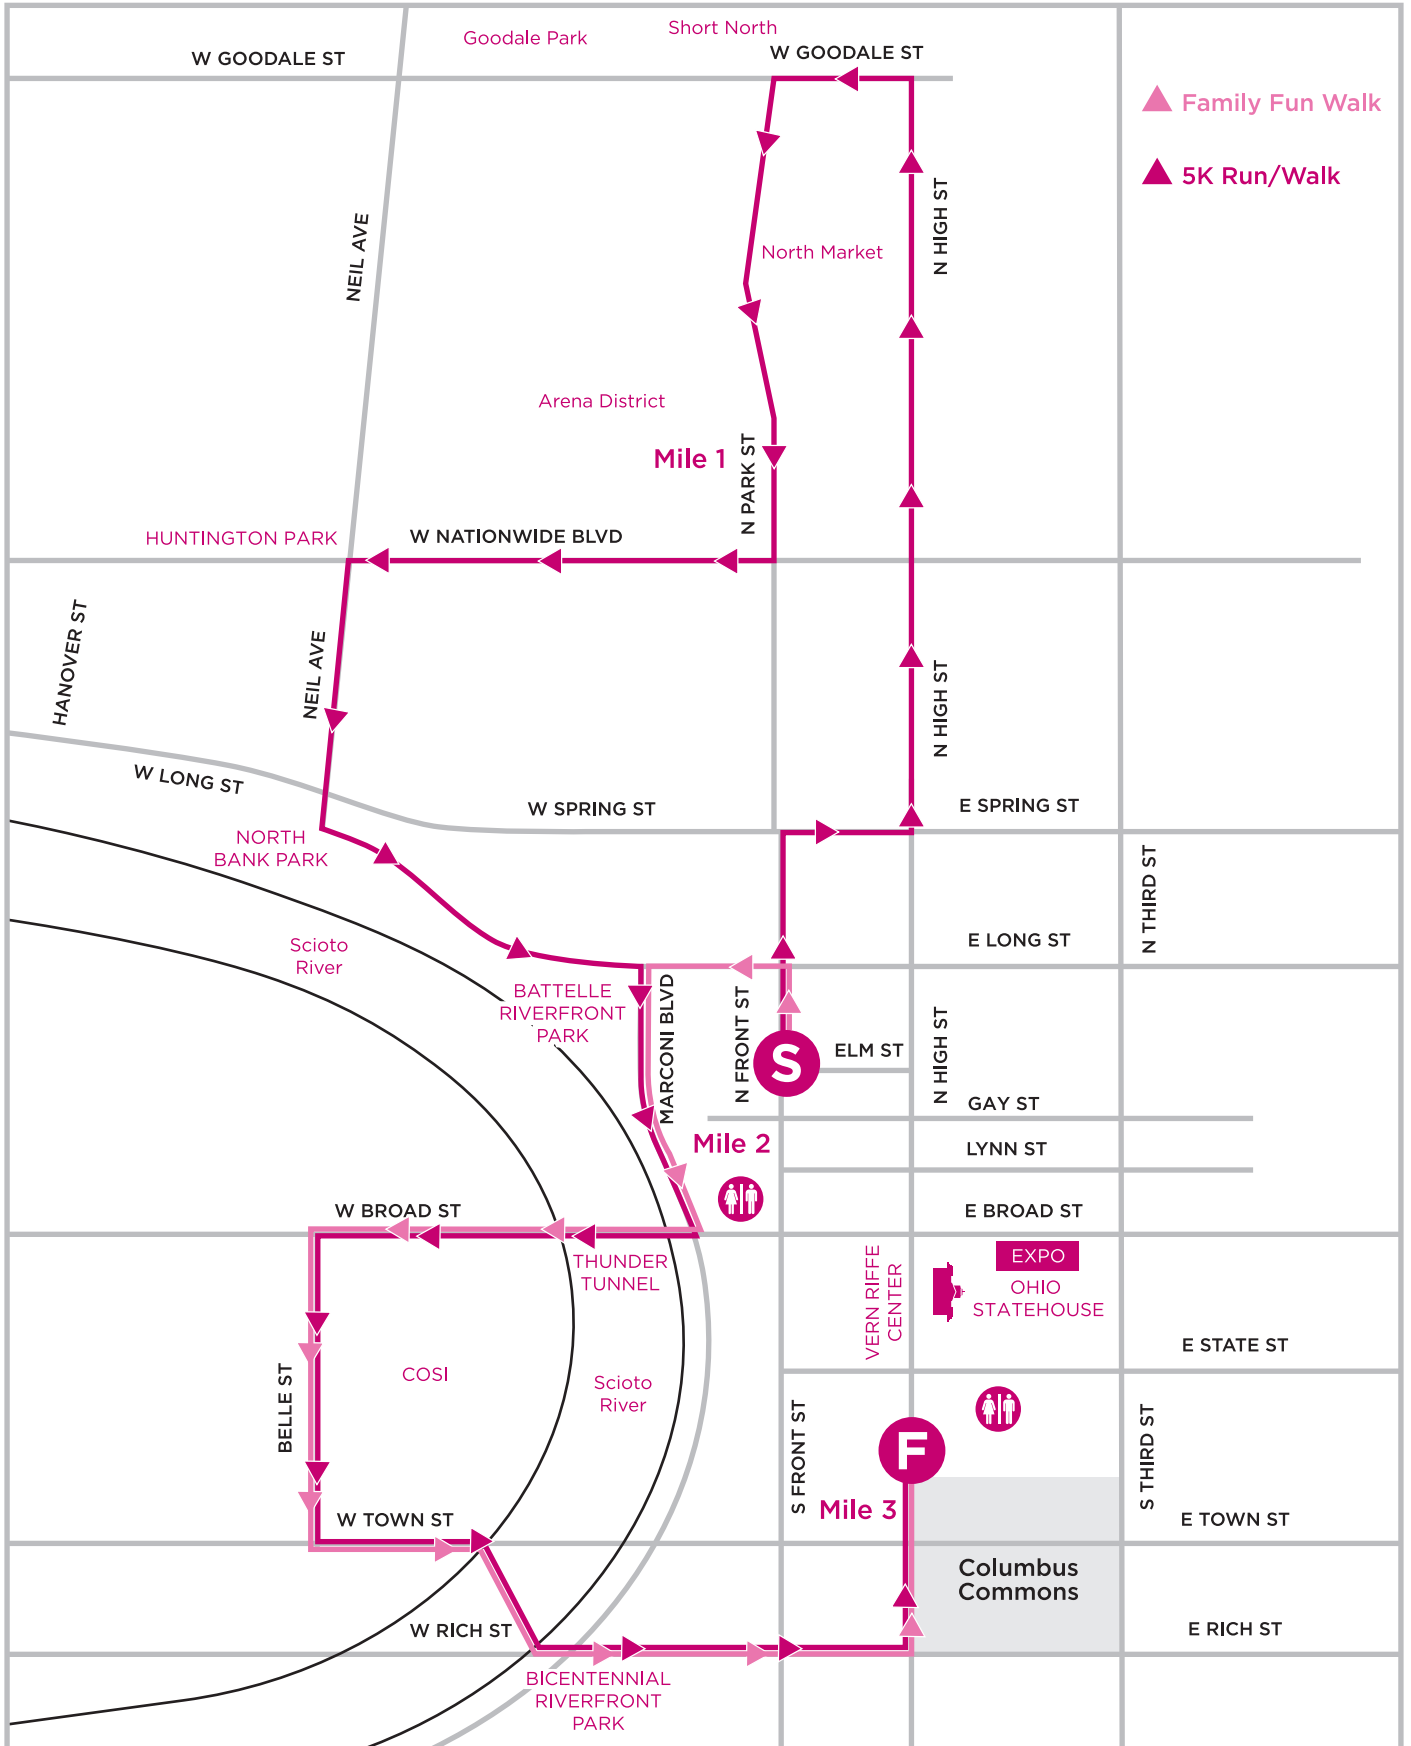 Short North
Goodale Park
W GOODALE ST
W GOODALE ST
Family Fun Walk
5K Run/Walk
NEIL AVE
N HIGH ST
North Market
Arena District
Mile 1
N PARK ST
HUNTINGTON PARK
W NATIONWIDE BLVD
HANOVER ST
NEIL AVE
N HIGH ST
W LONG ST
W SPRING ST
E SPRING ST
NORTH
BANK PARK
N THIRD ST
Scioto
River
E LONG ST
BATTELLE
RIVERFRONT
PARK
MARCONI BLVD
N FRONT ST
S
ELM ST
N HIGH ST
GAY ST
Mile 2
LYNN ST
W BROAD ST
E BROAD ST
THUNDER
TUNNEL
VERN RIFFE
CENTER
EXPO
OHIO
STATEHOUSE
E STATE ST
COSI
BELLE ST
Scioto
River
S FRONT ST
F
S THIRD ST
Mile 3
W TOWN ST
E TOWN ST
Columbus
Commons
W RICH ST
E RICH ST
BICENTENNIAL
RIVERFRONT
PARK